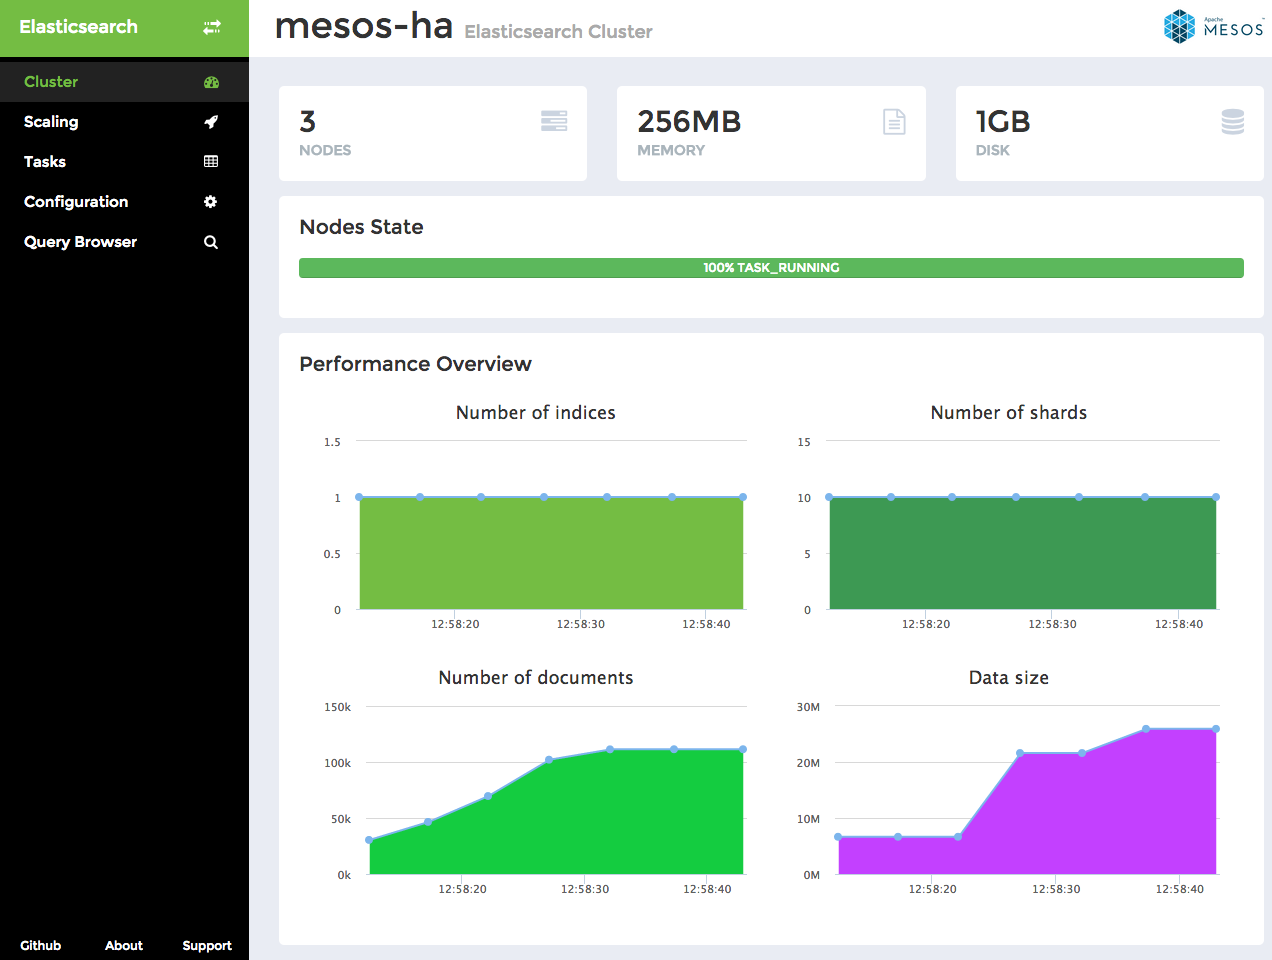 Elasticsearch
mesos-ha Elasticsearch Cluster
Apache
MESOS
Cluster
Scaling
Tasks
Configuration
Query Browser
3
NODES
256MB
MEMORY
1GB
DISK
Nodes State
100% TASK_RUNNING
Performance Overview
Number of indices
1.5
1
0.5
0
12:58:20 12:58:30 12:58:40
Number of shards
15
10
5
0
12:58:20 12:58:30 12:58:40
Number of documents
150k
100k
50k
0k
12:58:20 12:58:30 12:58:40
Data size
30M
20M
10M
0M
12:58:20 12:58:30 12:58:40
Github About Support